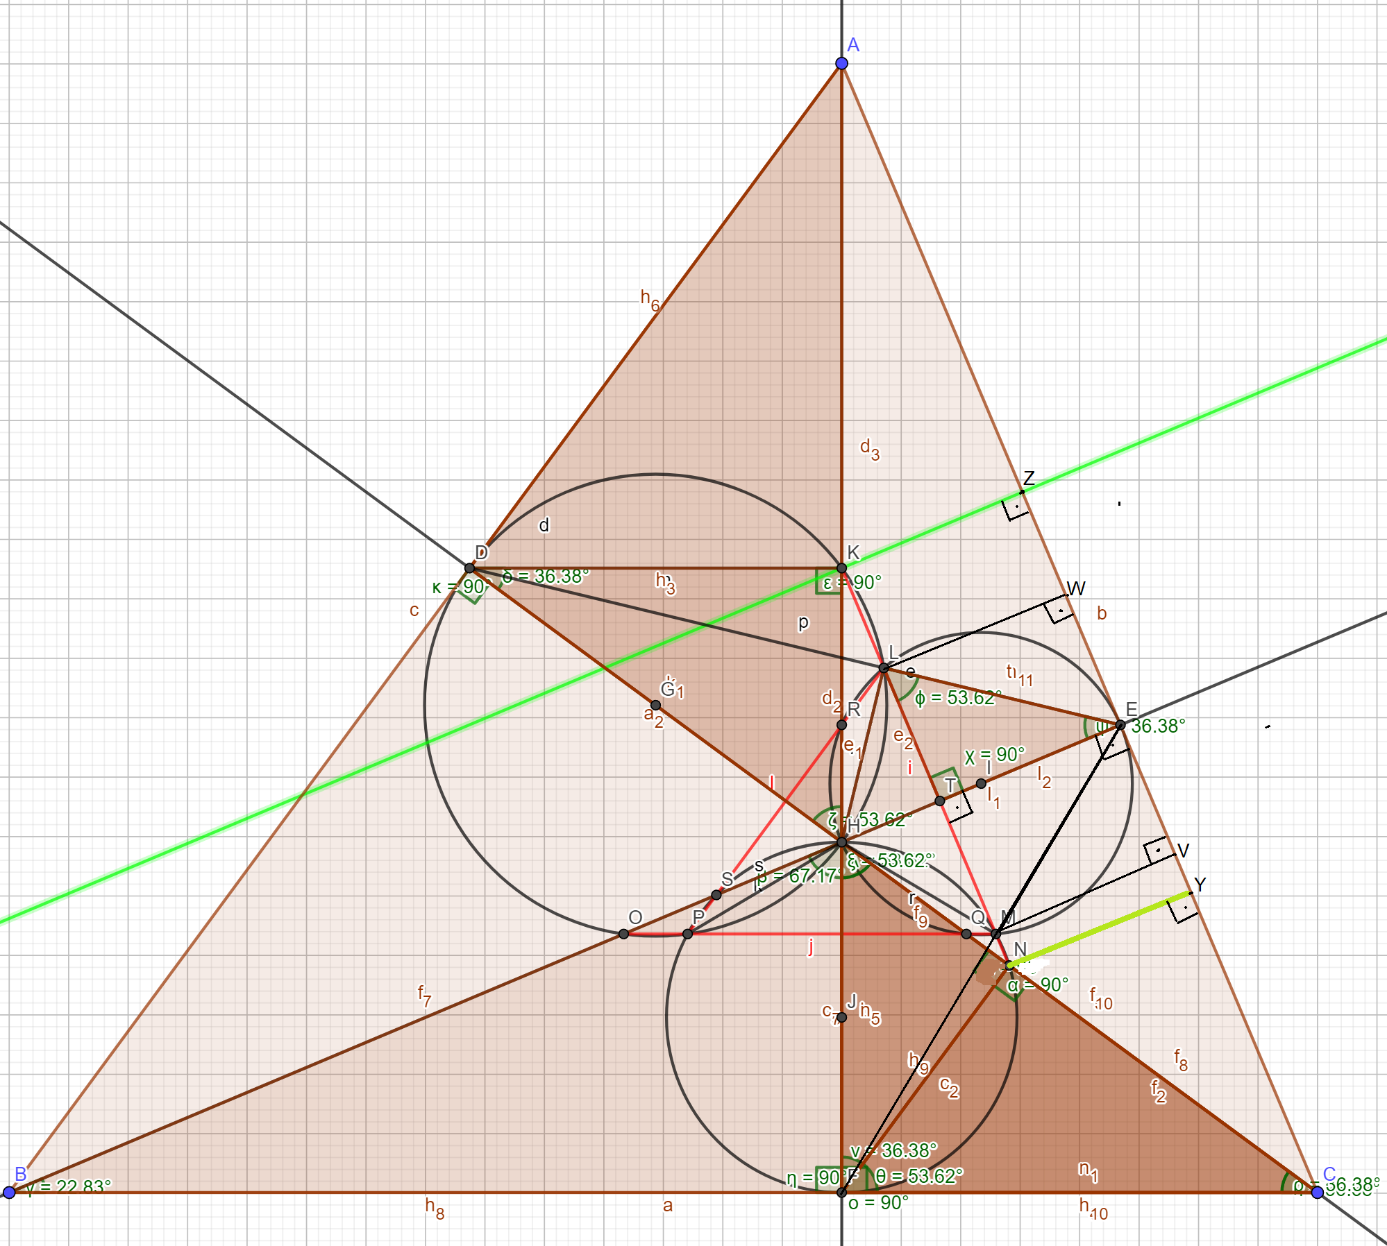 A
h6
d3
Z
D
d
K
κ = 90
δ = 36.38°
h3
ε = 90°
W
c
b
p
L
e
t11
φ = 53.62°
G1
a2
d2
R
E
36.38°
e1
e2
χ = 90°
I
i
T
l1
l2
l
H
53.62°
ξ = 53.62°
β = 67.17
V
s
S
r
Y
f9
O
P
Q
M
j
N
α = 90°
f7
f10
J
c7
h5
h9
c2
f8
f2
ν = 36.38°
B
γ = 22.83°
η = 90°
F
θ = 53.62°
n1
C
36.38°
h8
a
ο = 90°
h10